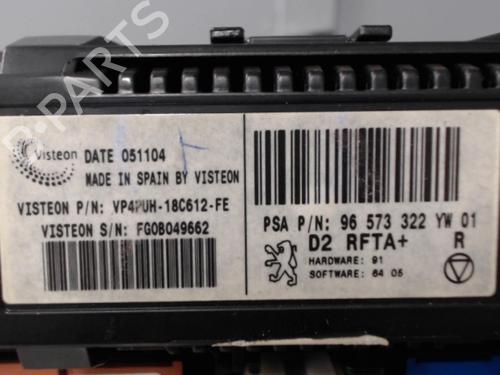 Visteon DATE 051104
MADE IN SPAIN BY VISTEON
VISTEON P/N: VP4PUH-18C612-FE
VISTEON S/N: FG0B049662
PSA P/N: 96 573 322 YW 01
D2 RFTA+ R
HARDWARE: 91
SOFTWARE: 64 05
B-PARTS